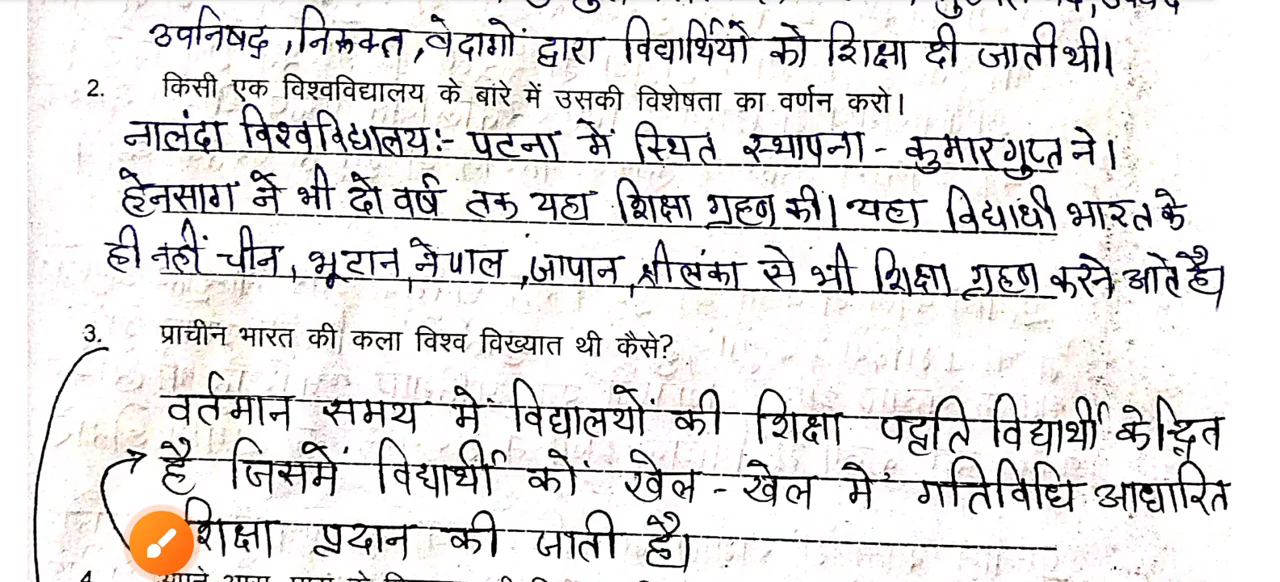 उपनिषद्, निरूक्त, वेदागों द्वारा विद्यार्थियों को शिक्षा दी जाती थी।
2. किसी एक विश्वविद्यालय के बारे में उसकी विशेषता का वर्णन करो।
नालंदा विश्वविद्यालय:- पटना में स्थित स्थापना - कुमारगुप्त ने।
हेनसाग ने भी दो वर्ष तक यहा शिक्षा ग्रहण की। यहा विद्यार्थी भारत के
ही नहीं चीन, भूटान, नेपाल, जापान, श्रीलंका से भी शिक्षा ग्रहण करने आते है।
3. प्राचीन भारत की कला विश्व विख्यात थी कैसे?
वर्तमान समय में विद्यालयों की शिक्षा पद्दति विद्यार्थी केन्द्रित
है जिसमें विद्यार्थी को खेल - खेल में गतिविधि आधारित
शिक्षा प्रदान की जाती है।
4.